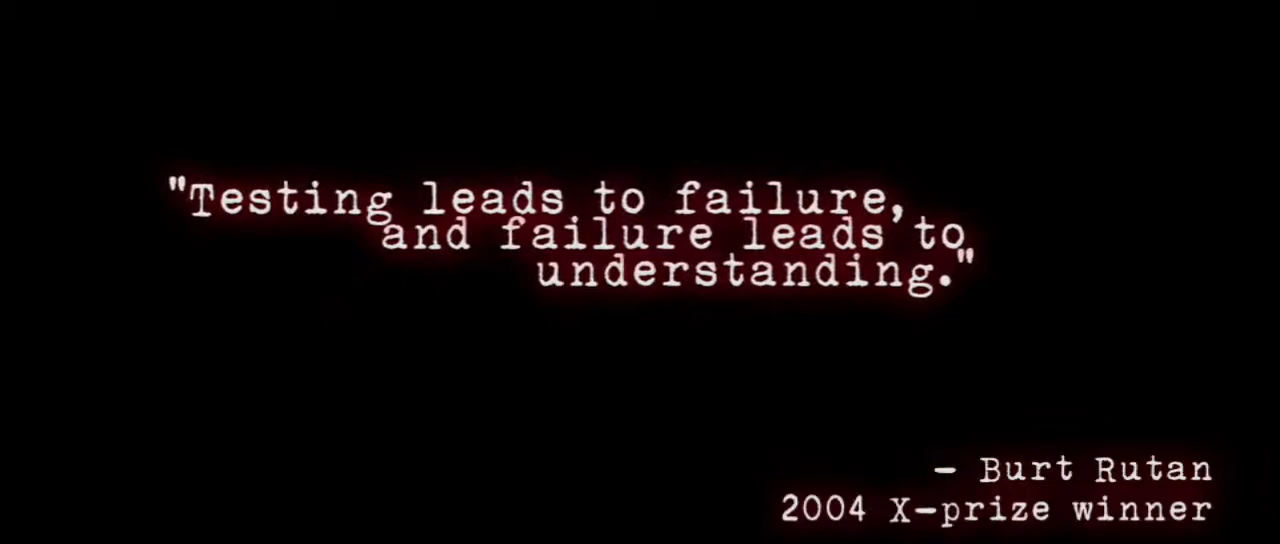 "Testing leads to failure,
and failure leads to
understanding."
– Burt Rutan
2004 X-prize winner